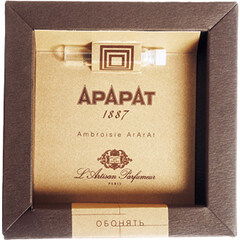 АРАРАТ
1887
Ambroisie ArArAt
L'Artisan Parfumeur
PARIS
ОБОНЯТЬ